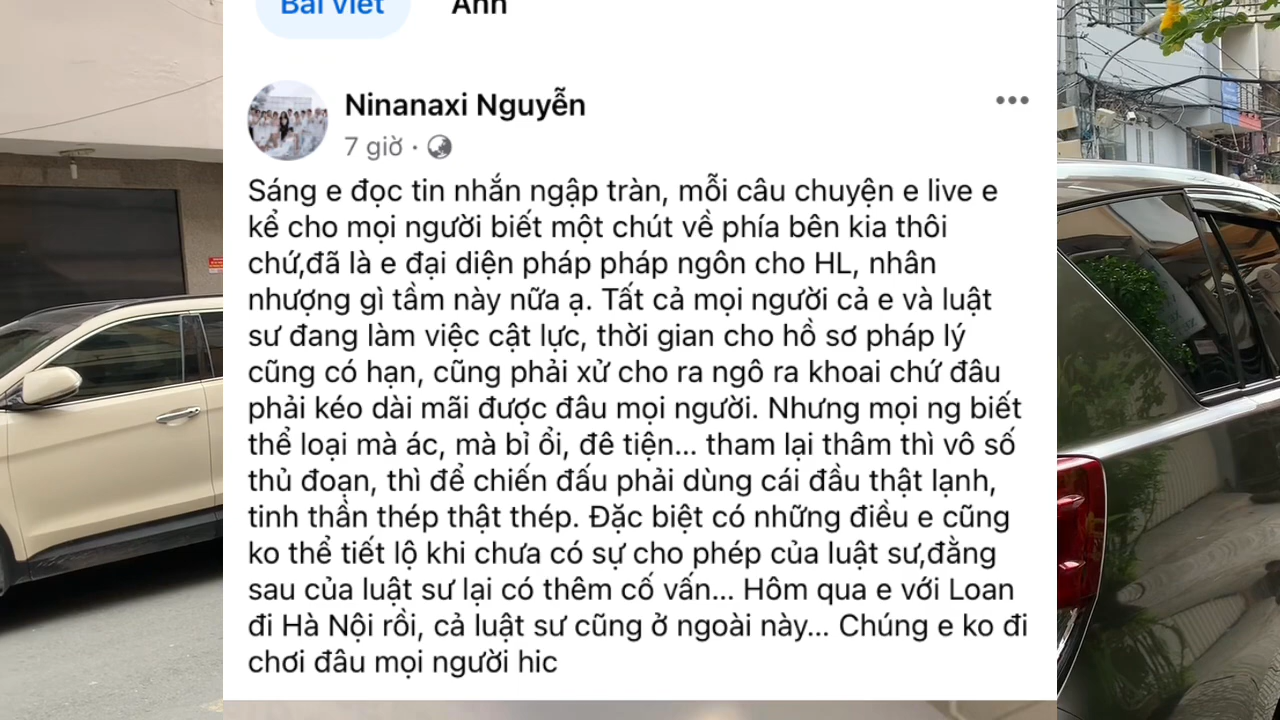 Bài viết
Ảnh
Ninanaxi Nguyễn
7 giờ ·
Sáng e đọc tin nhắn ngập tràn, mỗi câu chuyện e live e
kể cho mọi người biết một chút về phía bên kia thôi
chứ,đã là e đại diện pháp pháp ngôn cho HL, nhân
nhượng gì tầm này nữa ạ. Tất cả mọi người cả e và luật
sư đang làm việc cật lực, thời gian cho hồ sơ pháp lý
cũng có hạn, cũng phải xử cho ra ngô ra khoai chứ đâu
phải kéo dài mãi được đâu mọi người. Nhưng mọi ng biết
thể loại mà ác, mà bỉ ổi, đê tiện... tham lại thâm thì vô số
thủ đoạn, thì để chiến đấu phải dùng cái đầu thật lạnh,
tinh thần thép thật thép. Đặc biệt có những điều e cũng
ko thể tiết lộ khi chưa có sự cho phép của luật sư,đằng
sau của luật sư lại có thêm cố vấn... Hôm qua e với Loan
đi Hà Nội rồi, cả luật sư cũng ở ngoài này... Chúng e ko đi
chơi đâu mọi người hic